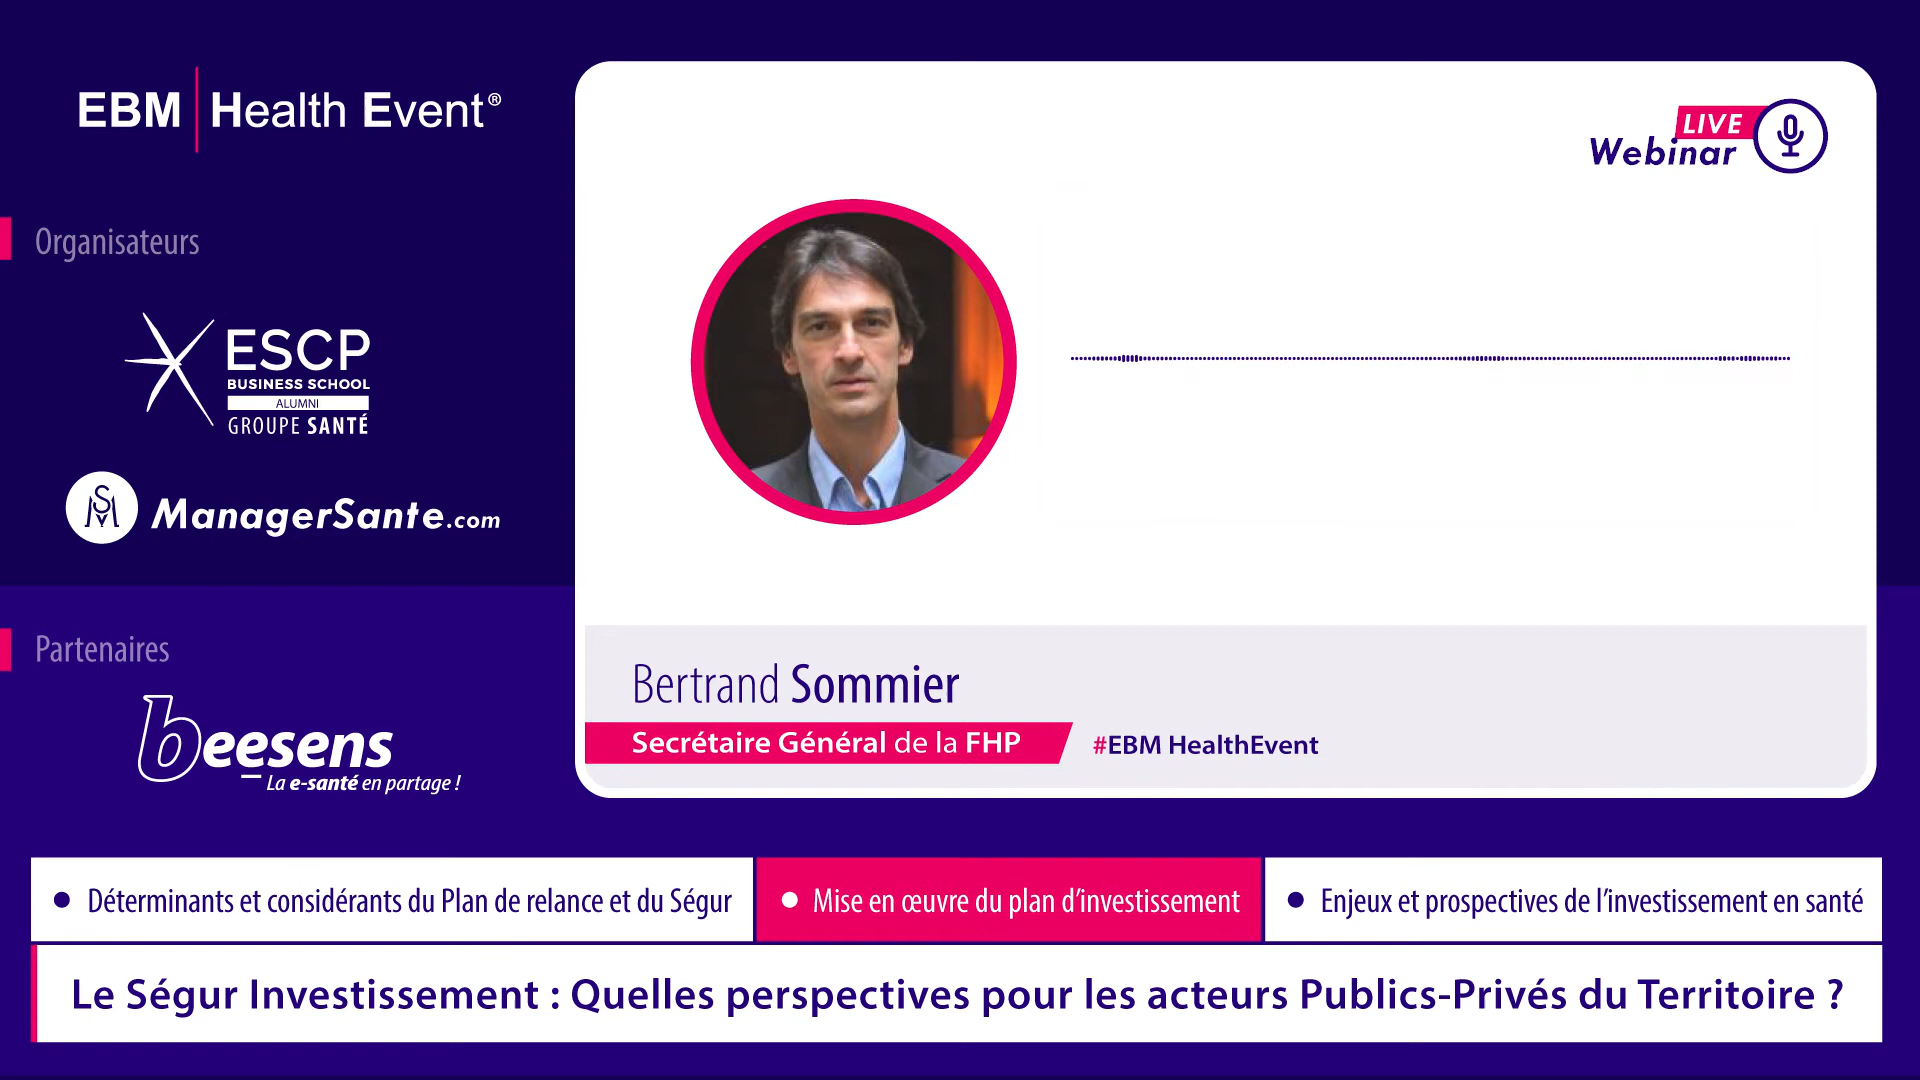 EBM Health Event®
Organisateurs
ESCP
BUSINESS SCHOOL
ALUMNI
GROUPE SANTÉ
ManagerSante.com
Partenaires
beesens
La e-santé en partage !
LIVE
Webinar
Bertrand Sommier
Secrétaire Général de la FHP
#EBM HealthEvent
• Déterminants et considérants du Plan de relance et du Ségur
• Mise en œuvre du plan d’investissement
• Enjeux et prospectives de l’investissement en santé
Le Ségur Investissement : Quelles perspectives pour les acteurs Publics-Privés du Territoire ?